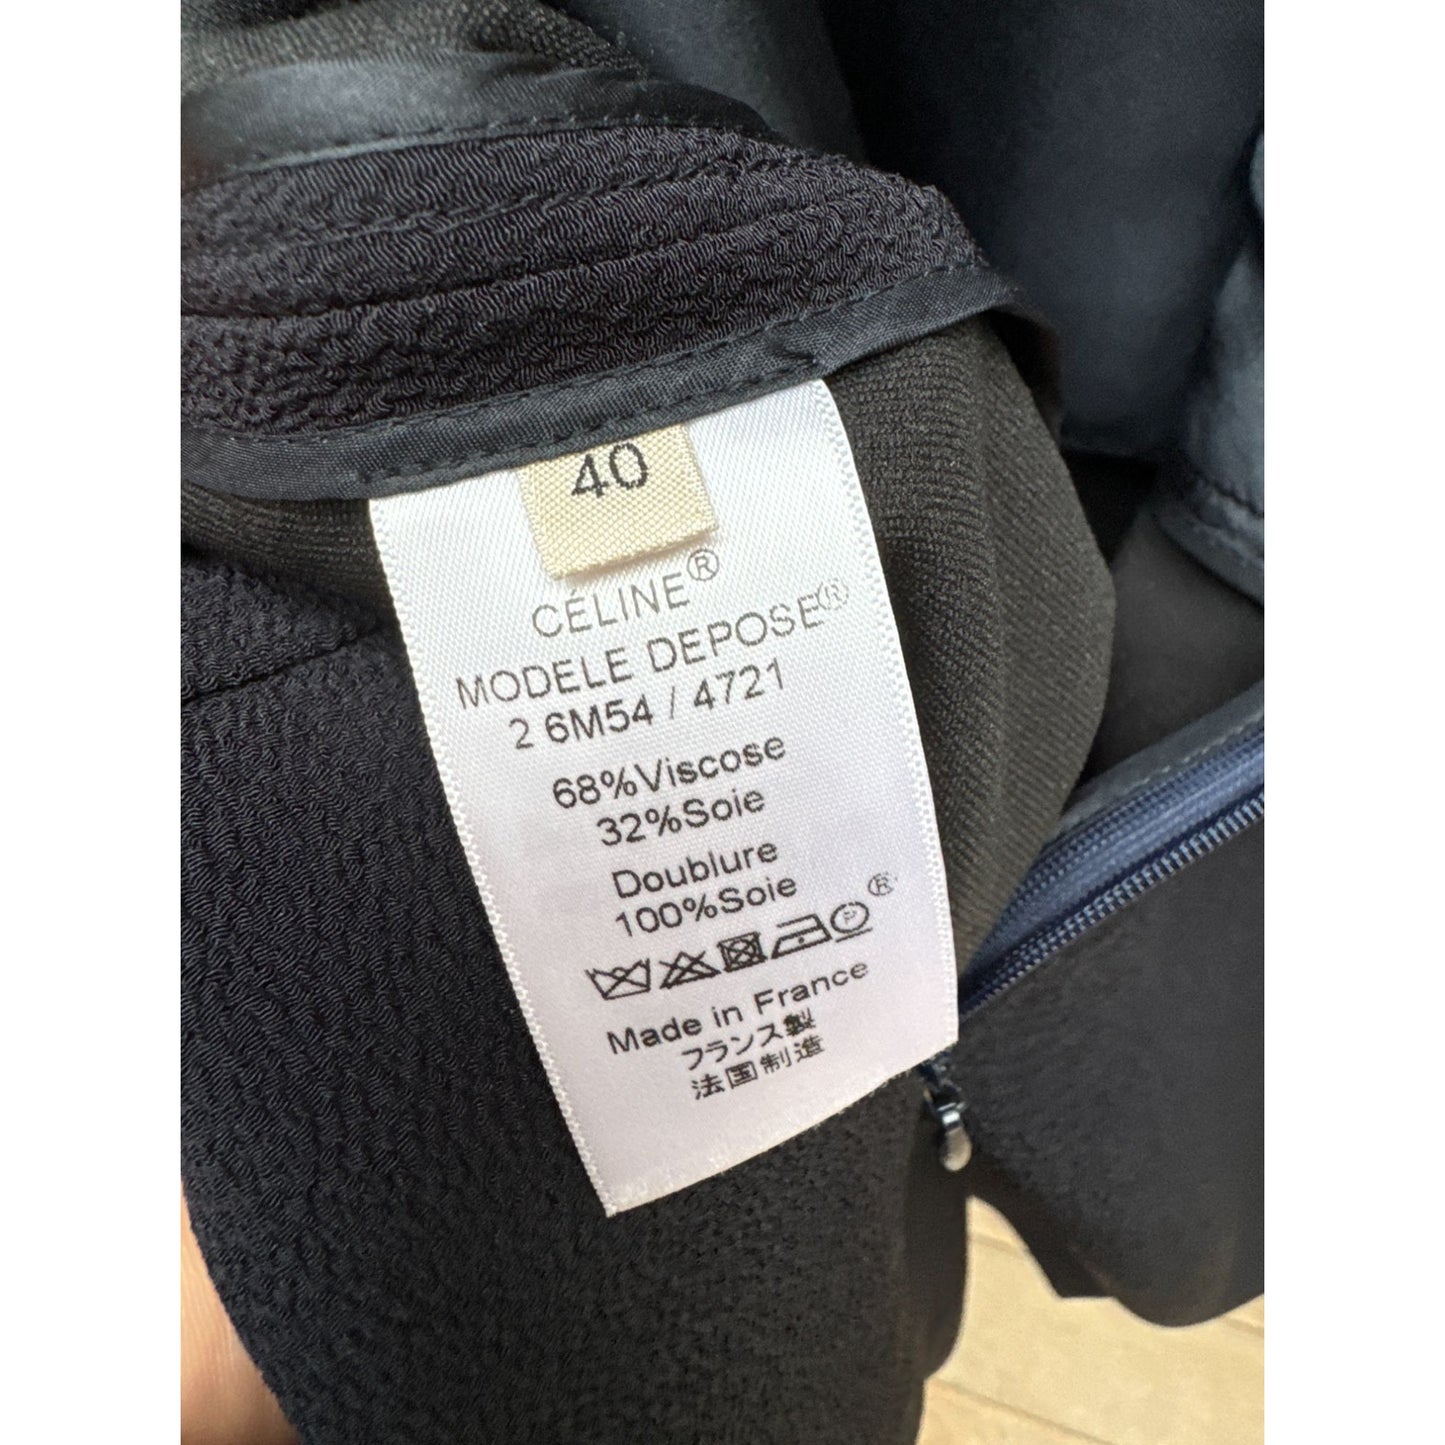 40
CÉLINE®
MODELE DEPOSE®
2 6M54 / 4721
68%Viscose
32%Soie
Doublure
100%Soie
P
®
Made in France
フランス製
法国制造